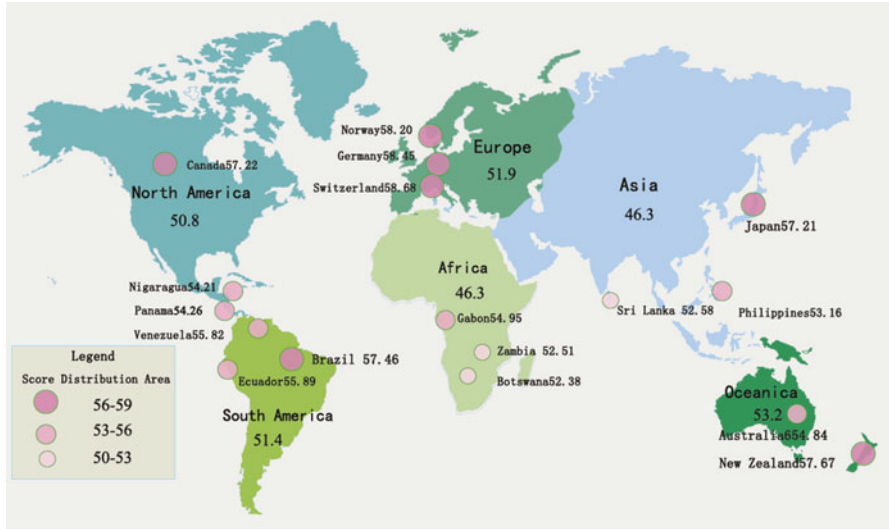 Norway58.20
Germany58.45
Switzerland58.68
Europe
51.9
Canada57.22
North America
50.8
Asia
46.3
Japan57.21
Africa
46.3
Gabon54.95
Zambia 52.51
Botswana52.38
Sri Lanka 52.58
Philippines53.16
Nigaragua54.21
Panama54.26
Venezuela55.82
Brazil 57.46
Ecuador55.89
South America
51.4
Oceanica
53.2
Australia654.84
New Zealand57.67
Legend
Score Distribution Area
56-59
53-56
50-53